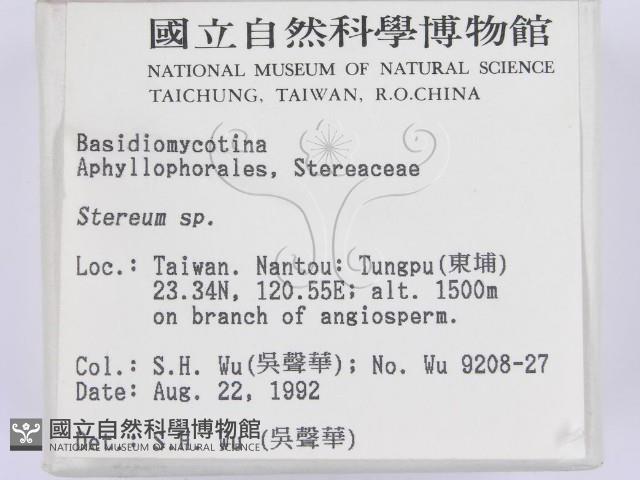 國立自然科學博物館
NATIONAL MUSEUM OF NATURAL SCIENCE
TAICHUNG, TAIWAN, R.O.CHINA
Basidiomycotina
Aphyllophorales, Stereaceae
Stereum sp.
Loc.: Taiwan. Nantou: Tungpu(東埔)
23.34N, 120.55E; alt. 1500m
on branch of angiosperm.
Col.: S.H. Wu(吳聲華); No. Wu 9208-27
Date: Aug. 22, 1992
Det.: S.H. Wu (吳聲華)
國立自然科學博物館
NATIONAL MUSEUM OF NATURAL SCIENCE